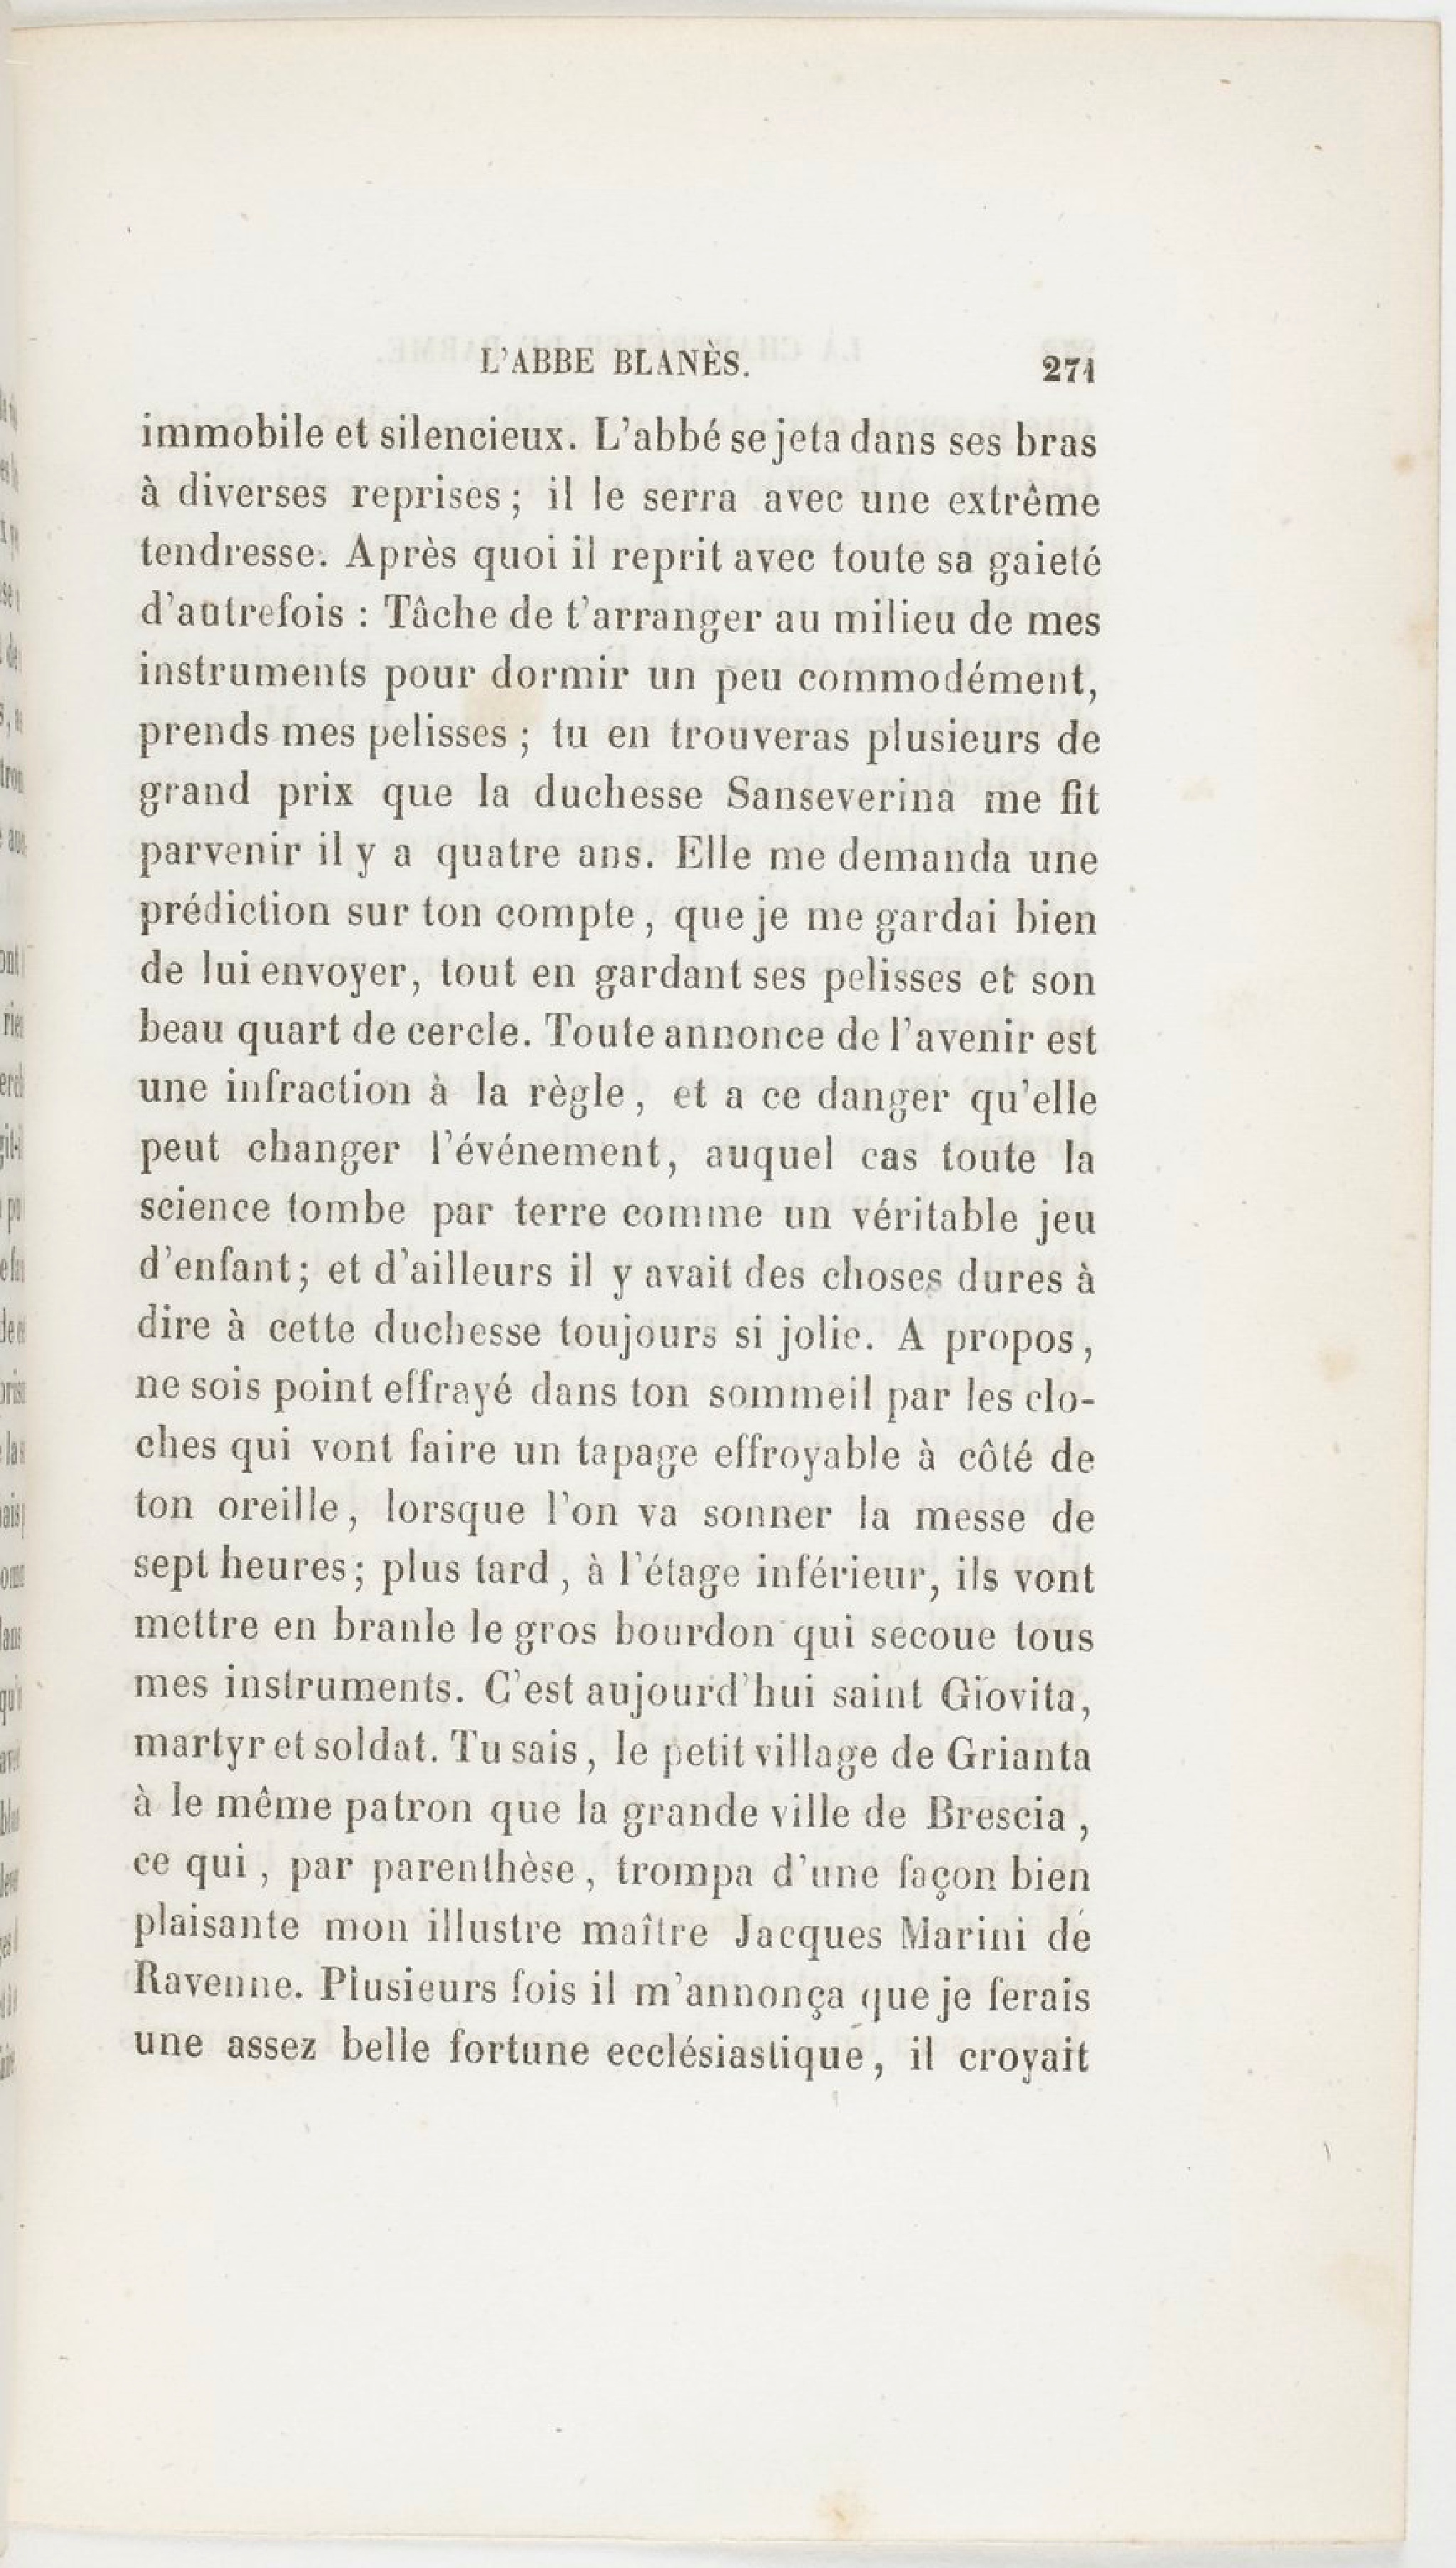 L'ABBE BLANÈS.
271
immobile et silencieux. L'abbé se jeta dans ses bras
à diverses reprises ; il le serra avec une extrême
tendresse. Après quoi il reprit avec toute sa gaieté
d'autrefois : Tâche de t'arranger au milieu de mes
instruments pour dormir un peu commodément,
prends mes pelisses ; tu en trouveras plusieurs de
grand prix que la duchesse Sanseverina me fit
parvenir il y a quatre ans. Elle me demanda une
prédiction sur ton compte, que je me gardai bien
de lui envoyer, tout en gardant ses pelisses et son
beau quart de cercle. Toute annonce de l'avenir est
une infraction à la règle, et a ce danger qu'elle
peut changer l'événement, auquel cas toute la
science tombe par terre comme un véritable jeu
d'enfant; et d'ailleurs il y avait des choses dures à
dire à cette duchesse toujours si jolie. A propos,
ne sois point effrayé dans ton sommeil par les clo-
ches qui vont faire un tapage effroyable à côté de
ton oreille, lorsque l'on va sonner la messe de
sept heures; plus tard, à l'étage inférieur, ils vont
mettre en branle le gros bourdon qui secoue tous
mes instruments. C'est aujourd'hui saint Giovita,
martyr et soldat. Tu sais, le petit village de Grianta
à le même patron que la grande ville de Brescia,
ce qui, par parenthèse, trompa d'une façon bien
plaisante mon illustre maître Jacques Marini de
Ravenne. Plusieurs fois il m'annonça que je ferais
une assez belle fortune ecclésiastique, il croyait